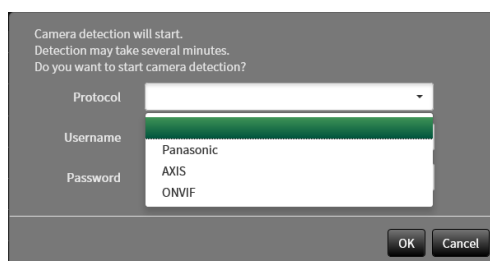 Camera detection will start.
Detection may take several minutes.
Do you want to start camera detection?
Protocol
Username
Password
Panasonic
AXIS
ONVIF
OK
Cancel